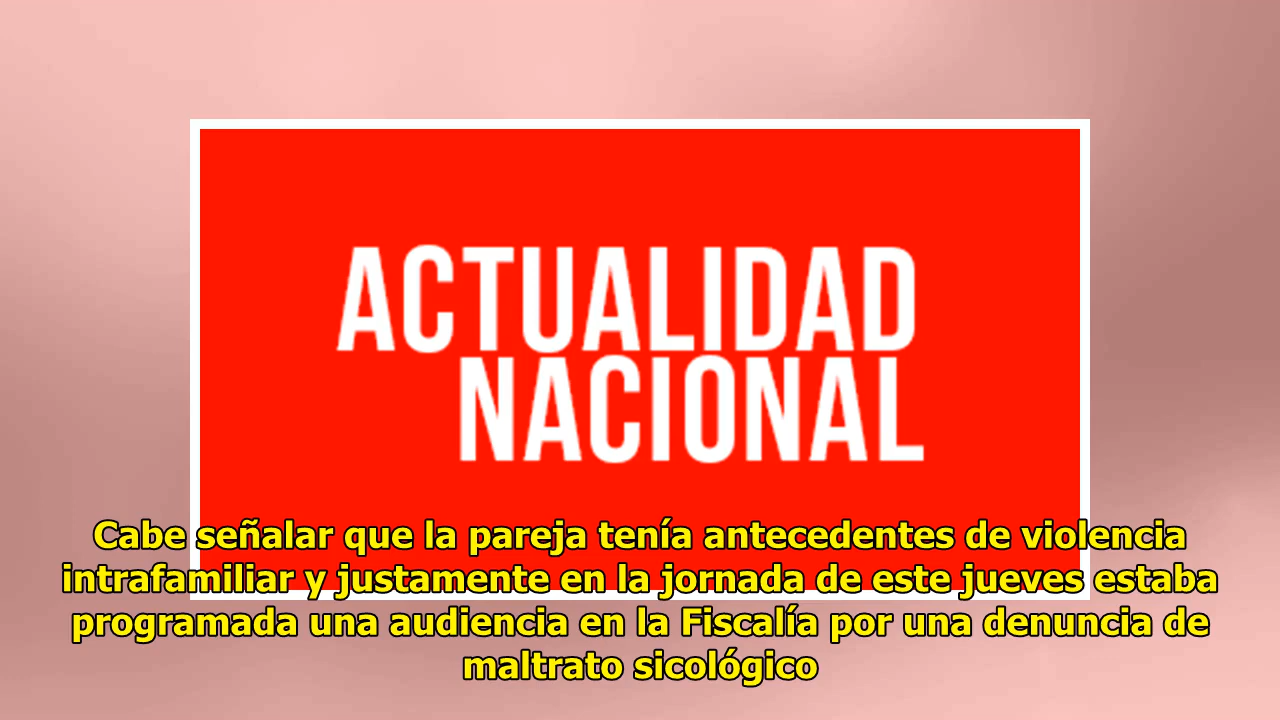 ACTUALIDAD
NACIONAL
Cabe señalar que la pareja tenía antecedentes de violencia
intrafamiliar y justamente en la jornada de este jueves estaba
programada una audiencia en la Fiscalía por una denuncia de
maltrato sicológico